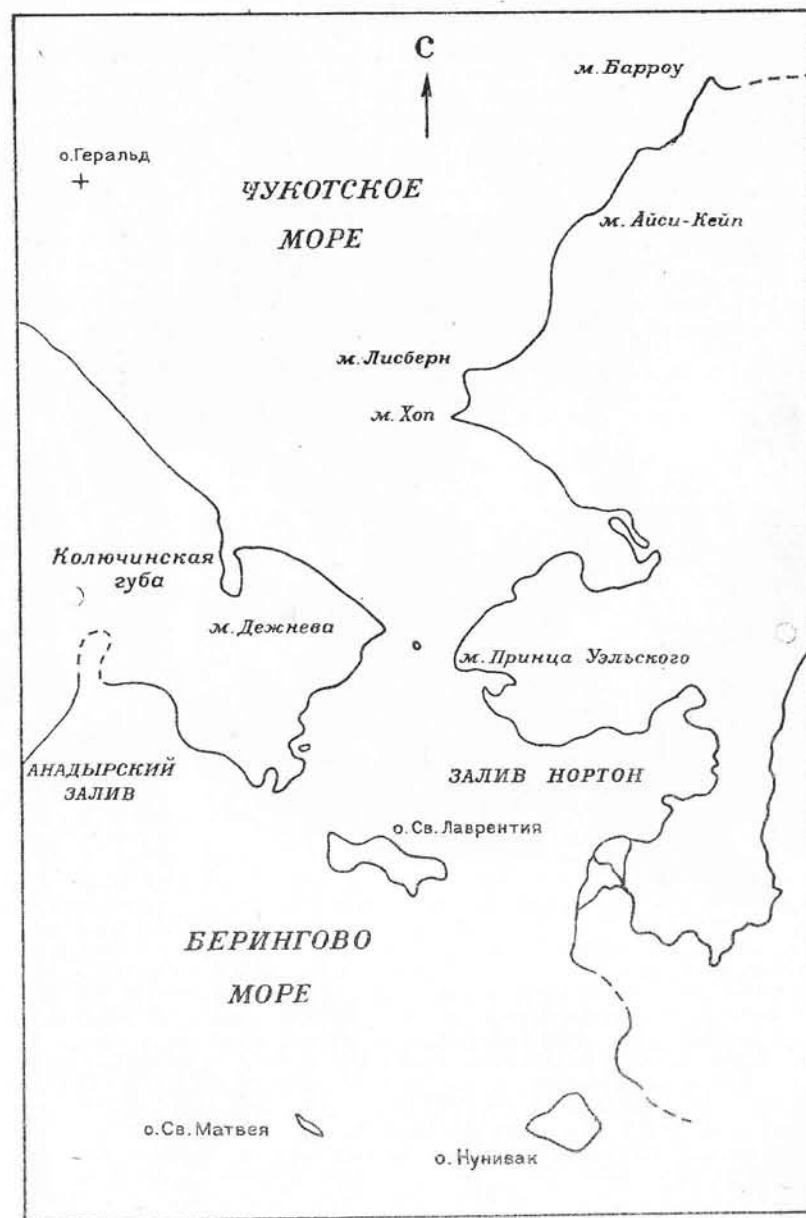 С
м. Барроу
о. Геральд
ЧУКОТСКОЕ
МОРЕ
м. Айси-Кейп
м. Лисберн
м. Хоп
Колючинская
губа
м. Дежнева
м. Принца Уэльского
АНАДЫРСКИЙ
ЗАЛИВ
ЗАЛИВ НОРТОН
о. Св. Лаврентия
БЕРИНГОВО
МОРЕ
о. Св. Матвея
о. Нунивак